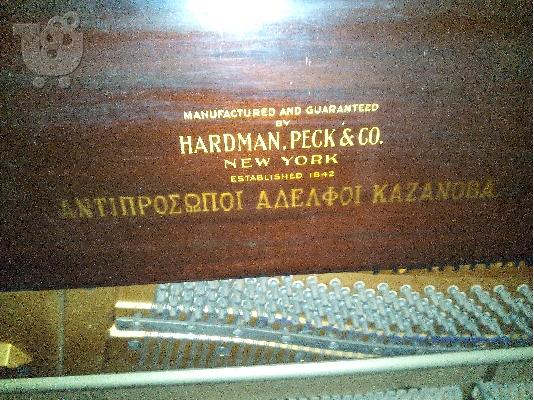 MANUFACTURED AND GUARANTEED
BY
HARDMAN, PECK & CO.
NEW YORK
ESTABLISHED 1842
ΑΝΤΙΠΡΟΣΩΠΟΙ ΑΔΕΛΦΟΙ ΚΑΖΑΝΟΒΑ